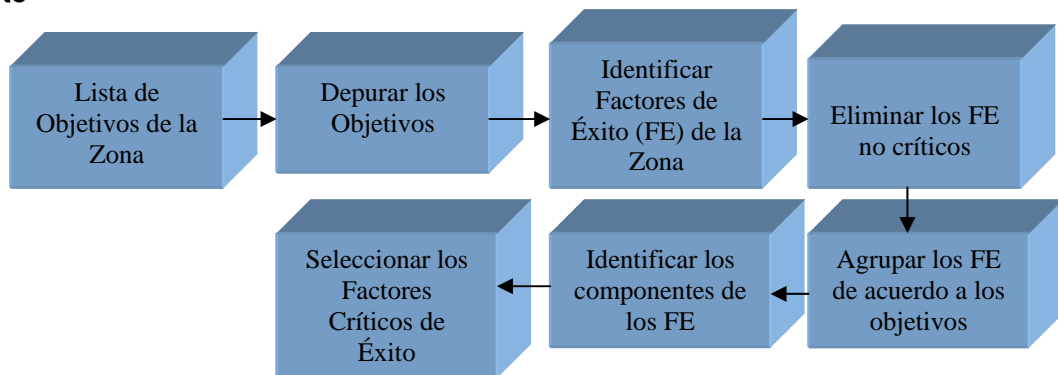 Lista de
Objetivos de la
Zona
Depurar los
Objetivos
Identificar
Factores de
Éxito (FE) de la
Zona
Eliminar los FE
no críticos
Agrupar los FE
de acuerdo a los
objetivos
Identificar los
componentes de
los FE
Seleccionar los
Factores
Críticos de
Éxito